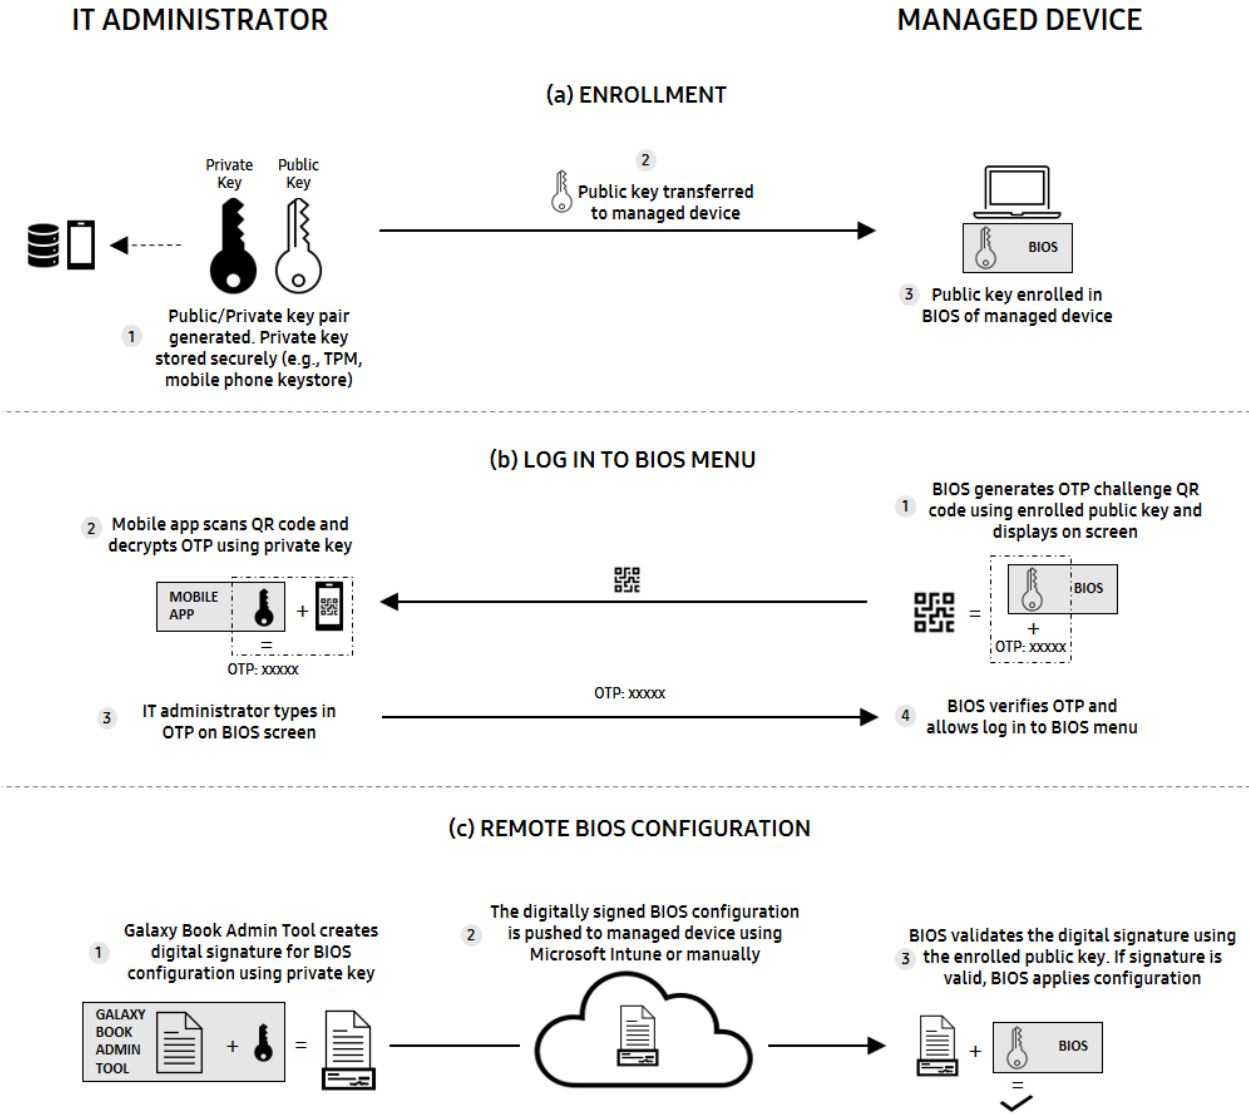 IT ADMINISTRATOR
MANAGED DEVICE
(a) ENROLLMENT
Private
Key
Public
Key
1
Public/Private key pair
generated. Private key
stored securely (e.g., TPM,
mobile phone keystore)
2
Public key transferred
to managed device
BIOS
3
Public key enrolled in
BIOS of managed device
(b) LOG IN TO BIOS MENU
1
BIOS generates OTP challenge QR
code using enrolled public key and
displays on screen
BIOS
=
+
OTP: xxxxx
2
Mobile app scans QR code and
decrypts OTP using private key
MOBILE
APP
+
=
OTP: xxxxx
3
IT administrator types in
OTP on BIOS screen
OTP: xxxxx
4
BIOS verifies OTP and
allows log in to BIOS menu
(c) REMOTE BIOS CONFIGURATION
1
Galaxy Book Admin Tool creates
digital signature for BIOS
configuration using private key
GALAXY
BOOK
ADMIN
TOOL
+
=
2
The digitally signed BIOS configuration
is pushed to managed device using
Microsoft Intune or manually
3
BIOS validates the digital signature using
the enrolled public key. If signature is
valid, BIOS applies configuration
+
BIOS
=